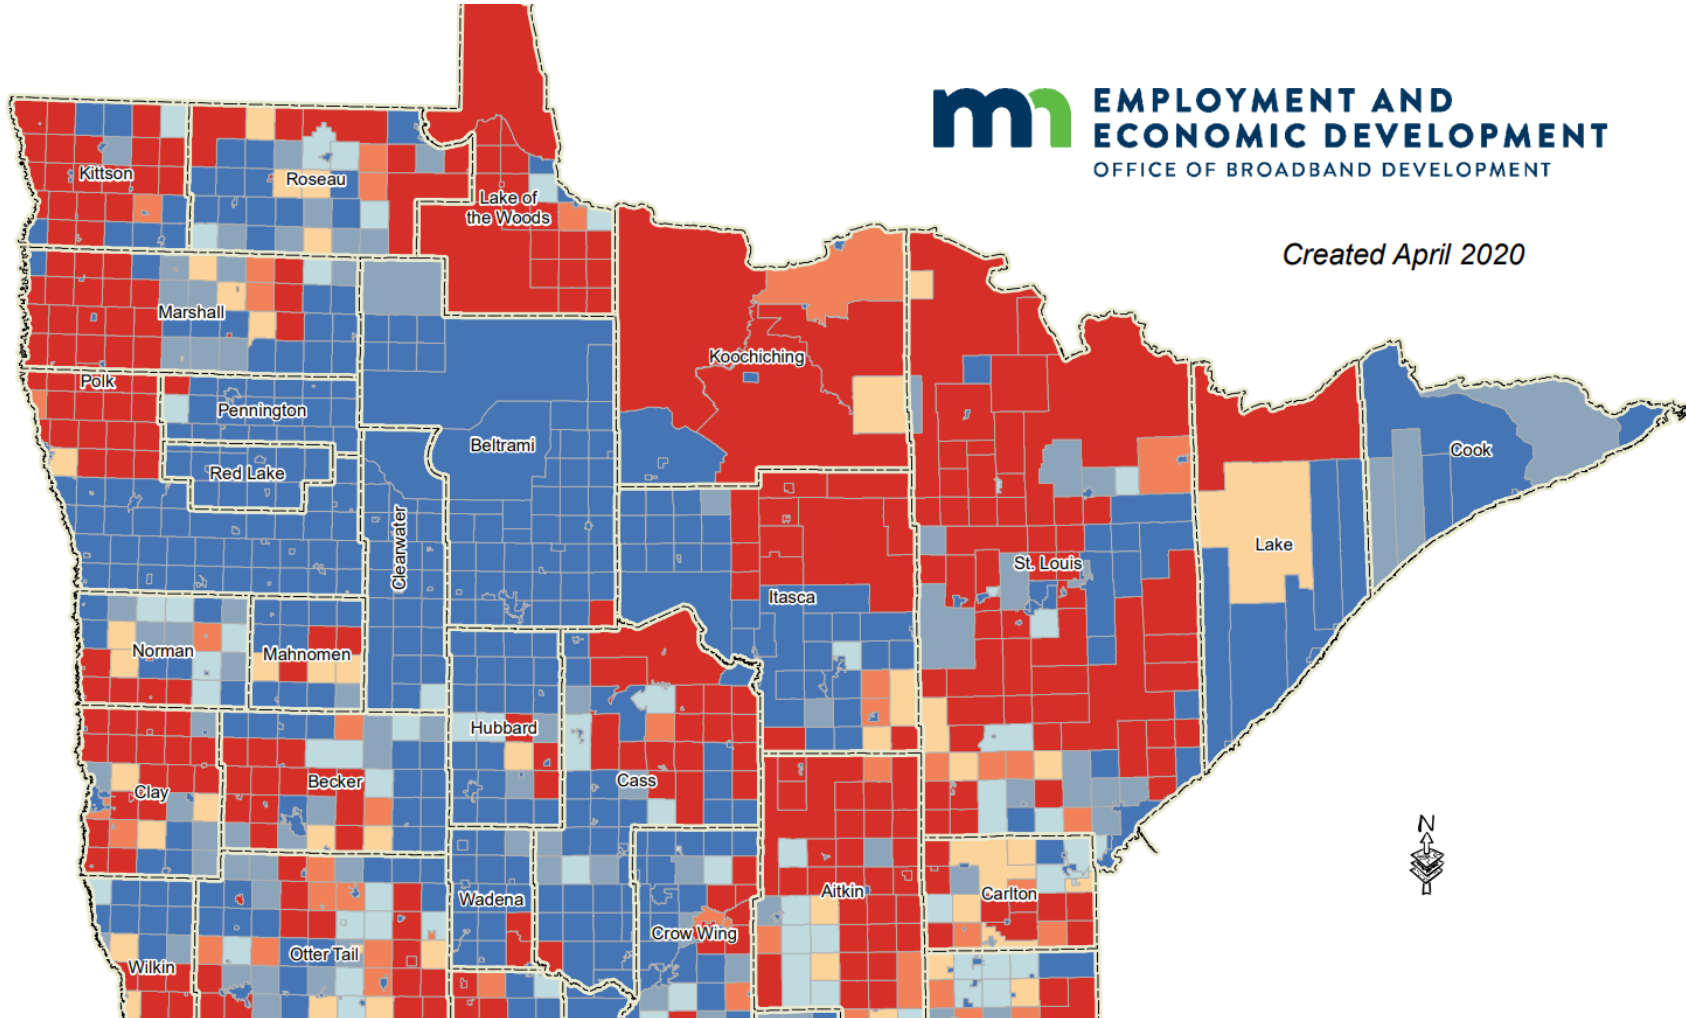 EMPLOYMENT AND
ECONOMIC DEVELOPMENT
OFFICE OF BROADBAND DEVELOPMENT
Created April 2020
Kittson
Roseau
Lake of
the Woods
Marshall
Koochiching
Polk
Pennington
Beltrami
Cook
Red Lake
Clearwater
Lake
St. Louis
Itasca
Norman
Mahnomen
Hubbard
Cass
Becker
Clay
N
Aitkin
Carlton
Wadena
Crow Wing
Otter Tail
Wilkin